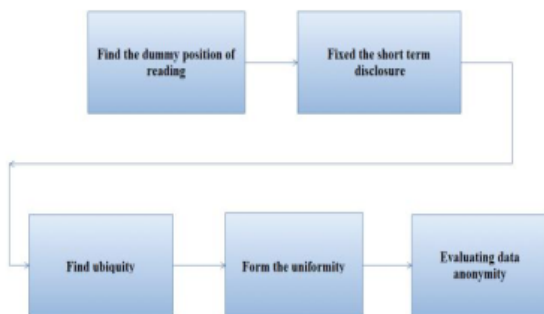 Find the dummy position of
reading
Fixed the short term
disclosure
Find ubiquity
Form the uniformity
Evaluating data
anonymity